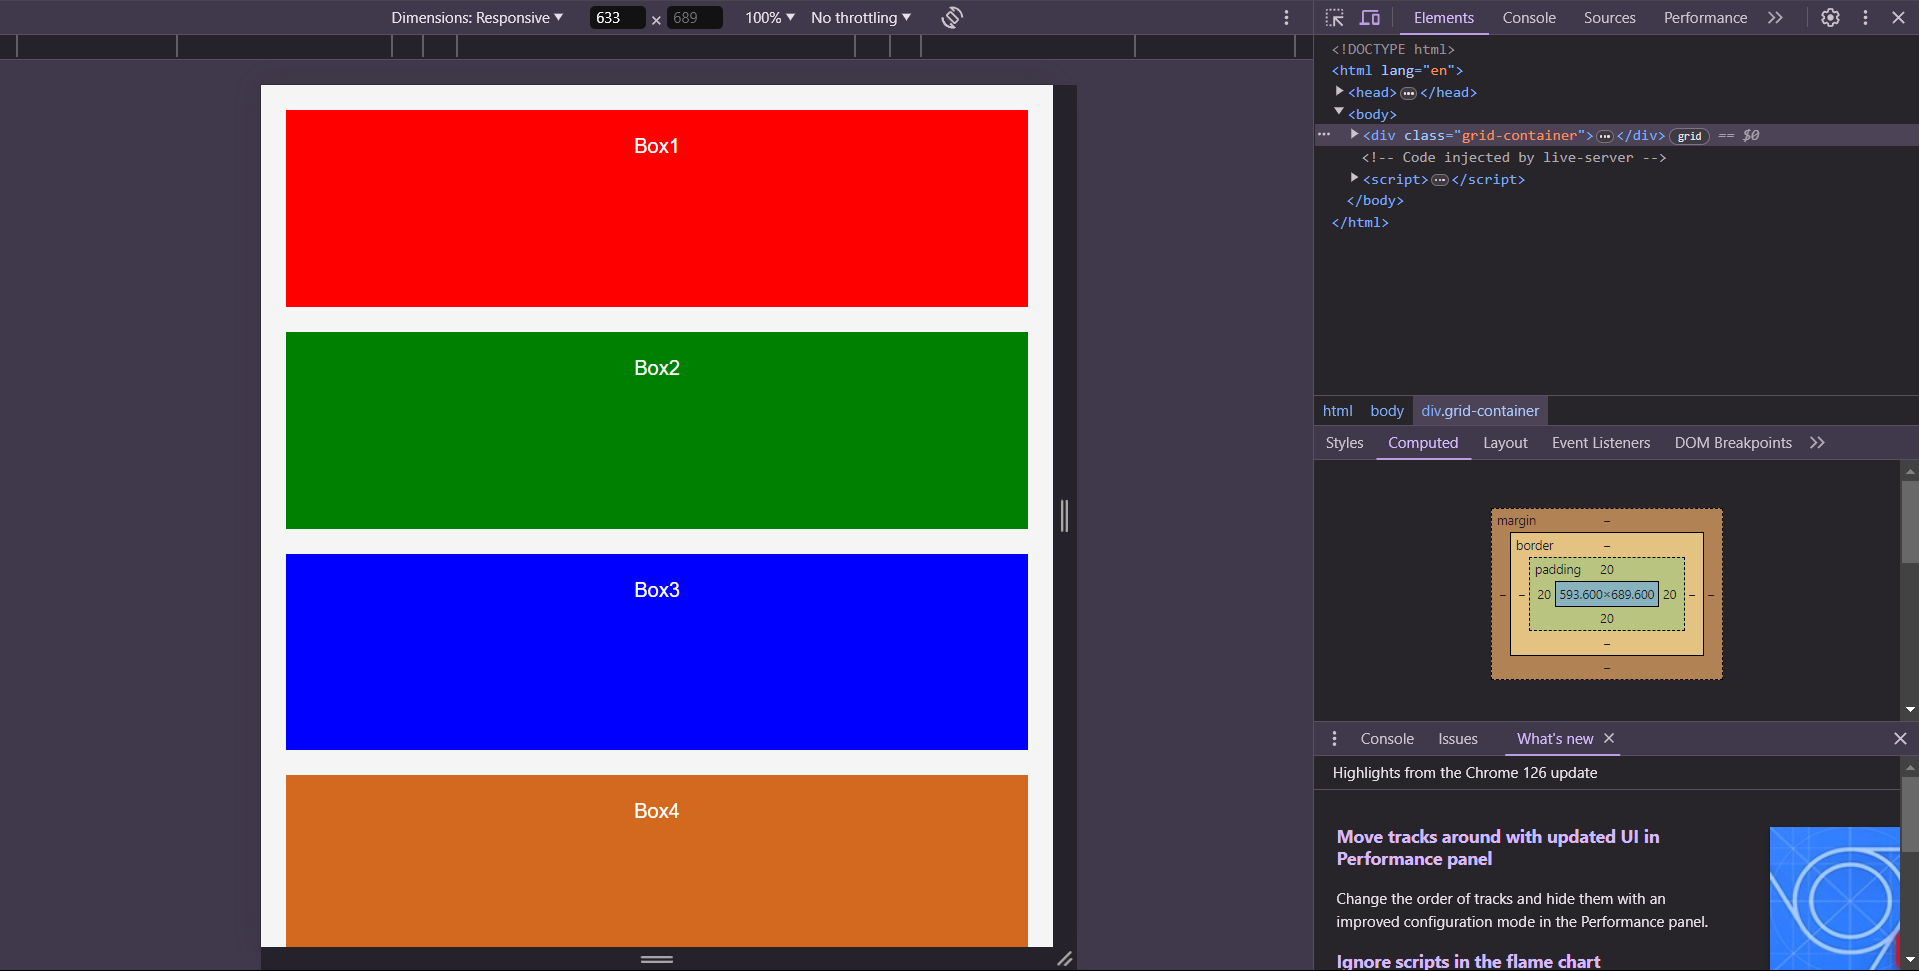 Dimensions: Responsive ▼ 633 × 689 100% ▼ No throttling ▼
Box1
Box2
Box3
Box4
Elements Console Sources Performance
<!DOCTYPE html>
<html lang="en">
<head>…</head>
<body>
<div class="grid-container">…</div> grid == $0
<!-- Code injected by live-server -->
<script>…</script>
</body>
</html>
html body div.grid-container
Styles Computed Layout Event Listeners DOM Breakpoints
margin –
border –
padding 20
– – 20 593.600×689.600 20 – –
20
–
–
Console Issues What's new
Highlights from the Chrome 126 update
Move tracks around with updated UI in
Performance panel
Change the order of tracks and hide them with an
improved configuration mode in the Performance panel.
Ignore scripts in the flame chart